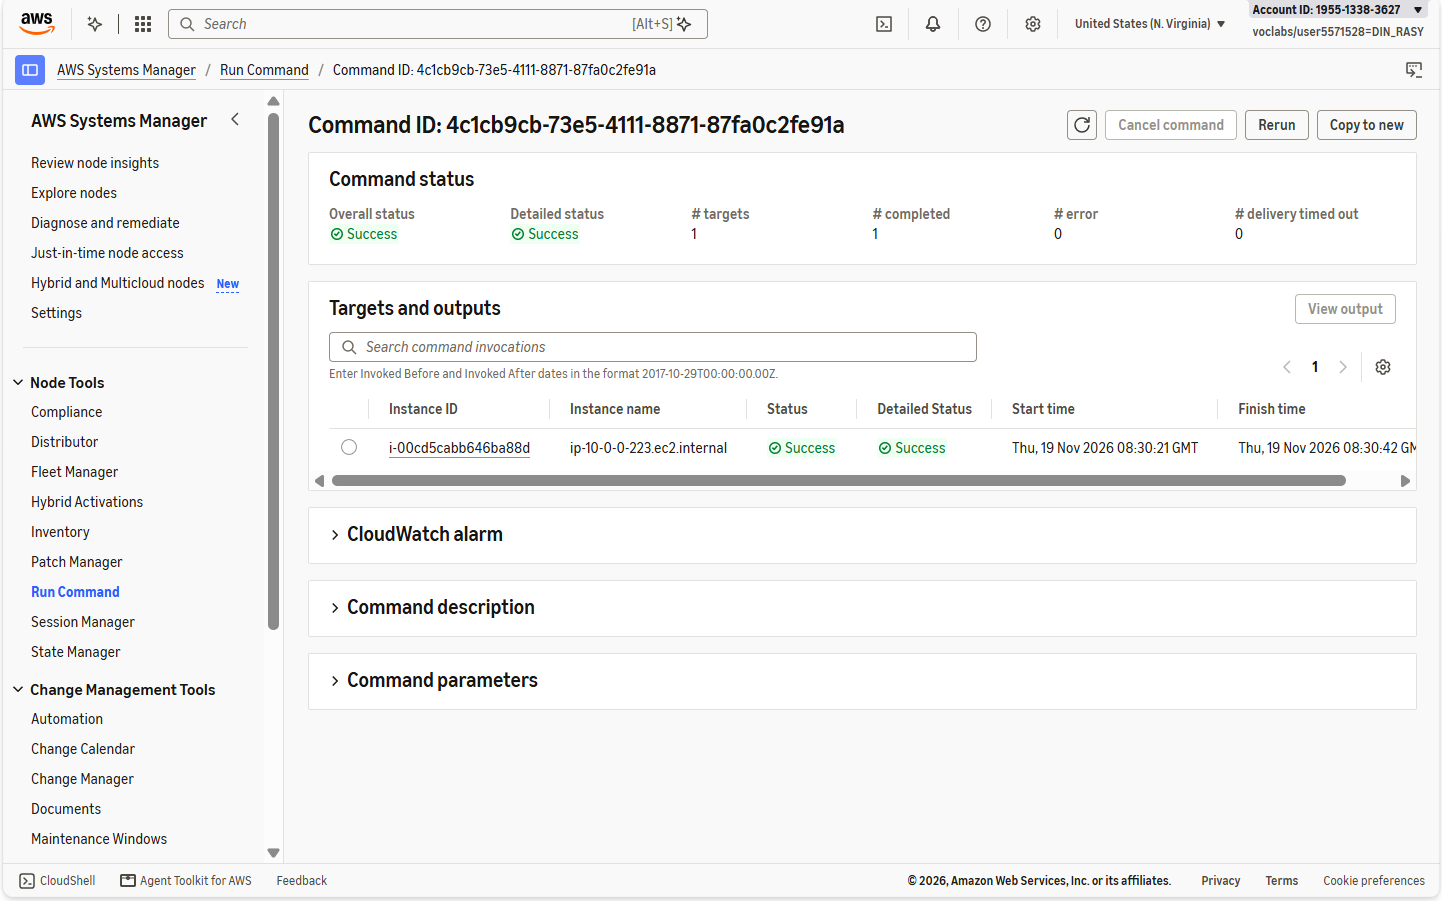 aws
Search
[Alt+S]
United States (N. Virginia)
Account ID: 1955-1338-3627
voclabs/user5571528=DIN_RASY
AWS Systems Manager / Run Command / Command ID: 4c1cb9cb-73e5-4111-8871-87fa0c2fe91a
AWS Systems Manager
Review node insights
Explore nodes
Diagnose and remediate
Just-in-time node access
Hybrid and Multicloud nodes New
Settings
Node Tools
Compliance
Distributor
Fleet Manager
Hybrid Activations
Inventory
Patch Manager
Run Command
Session Manager
State Manager
Change Management Tools
Automation
Change Calendar
Change Manager
Documents
Maintenance Windows
Command ID: 4c1cb9cb-73e5-4111-8871-87fa0c2fe91a
Cancel command
Rerun
Copy to new
Command status
Overall status Detailed status # targets # completed # error # delivery timed out
Success Success 1 1 0 0
Targets and outputs
View output
Search command invocations
Enter Invoked Before and Invoked After dates in the format 2017-10-29T00:00:00.00Z.
1
Instance ID Instance name Status Detailed Status Start time Finish time
i-00cd5cabb646ba88d ip-10-0-0-223.ec2.internal Success Success Thu, 19 Nov 2026 08:30:21 GMT Thu, 19 Nov 2026 08:30:42 GM
CloudWatch alarm
Command description
Command parameters
CloudShell Agent Toolkit for AWS Feedback © 2026, Amazon Web Services, Inc. or its affiliates. Privacy Terms Cookie preferences